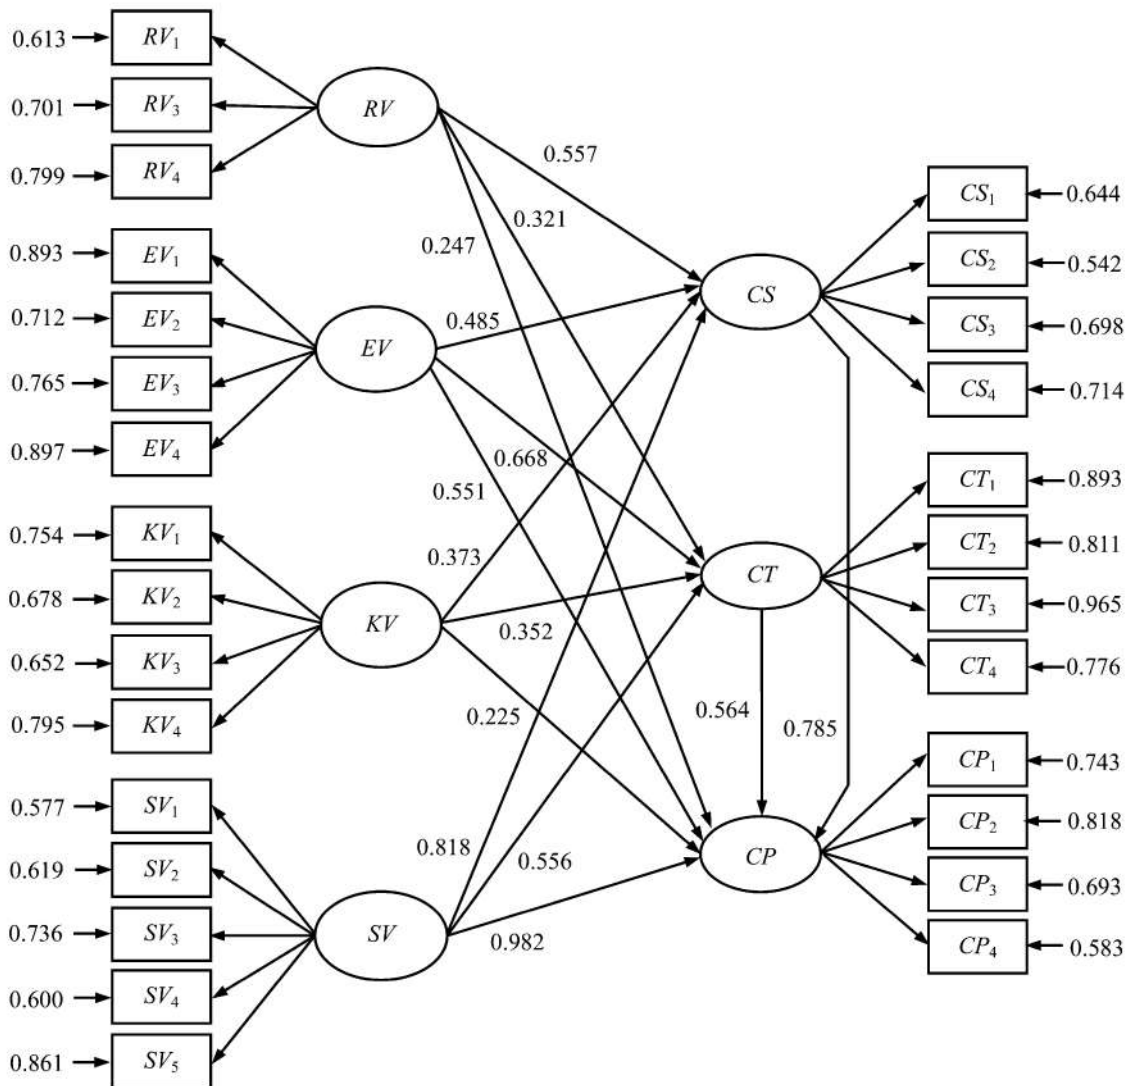 0.613 RV1
0.701 RV3
0.799 RV4
RV
0.893 EV1
0.712 EV2
0.765 EV3
0.897 EV4
EV
0.754 KV1
0.678 KV2
0.652 KV3
0.795 KV4
KV
0.577 SV1
0.619 SV2
0.736 SV3
0.600 SV4
0.861 SV5
SV
0.557
0.321
0.247
0.485
0.668
0.551
0.373
0.352
0.225
0.818
0.556
0.982
0.564
0.785
CS
CS1 0.644
CS2 0.542
CS3 0.698
CS4 0.714
CT
CT1 0.893
CT2 0.811
CT3 0.965
CT4 0.776
CP
CP1 0.743
CP2 0.818
CP3 0.693
CP4 0.583